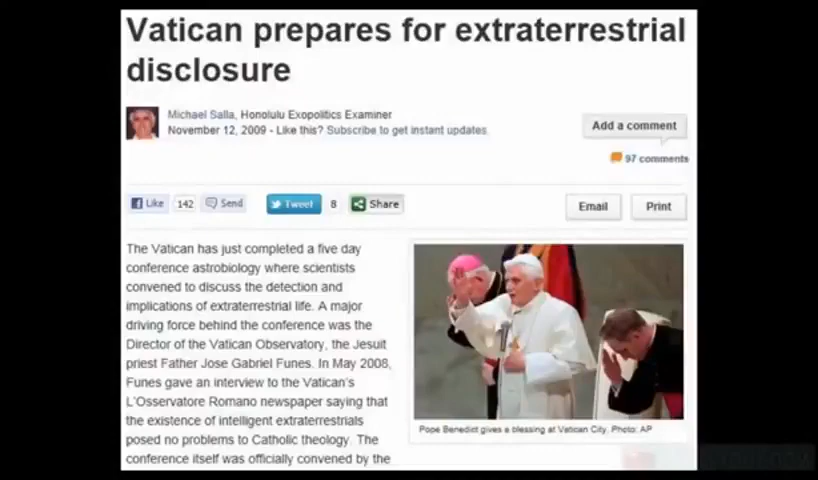 Vatican prepares for extraterrestrial
disclosure
Michael Salla, Honolulu Exopolitics Examiner
November 12, 2009 - Like this? Subscribe to get instant updates.
Add a comment
97 comments
Like 142 Send Tweet 8 Share Email Print
The Vatican has just completed a five day
conference astrobiology where scientists
convened to discuss the detection and
implications of extraterrestrial life. A major
driving force behind the conference was the
Director of the Vatican Observatory, the Jesuit
priest Father Jose Gabriel Funes. In May 2008,
Funes gave an interview to the Vatican's
L'Osservatore Romano newspaper saying that
the existence of intelligent extraterrestrials
posed no problems to Catholic theology. The
conference itself was officially convened by the
Pope Benedict gives a blessing at Vatican City. Photo: AP